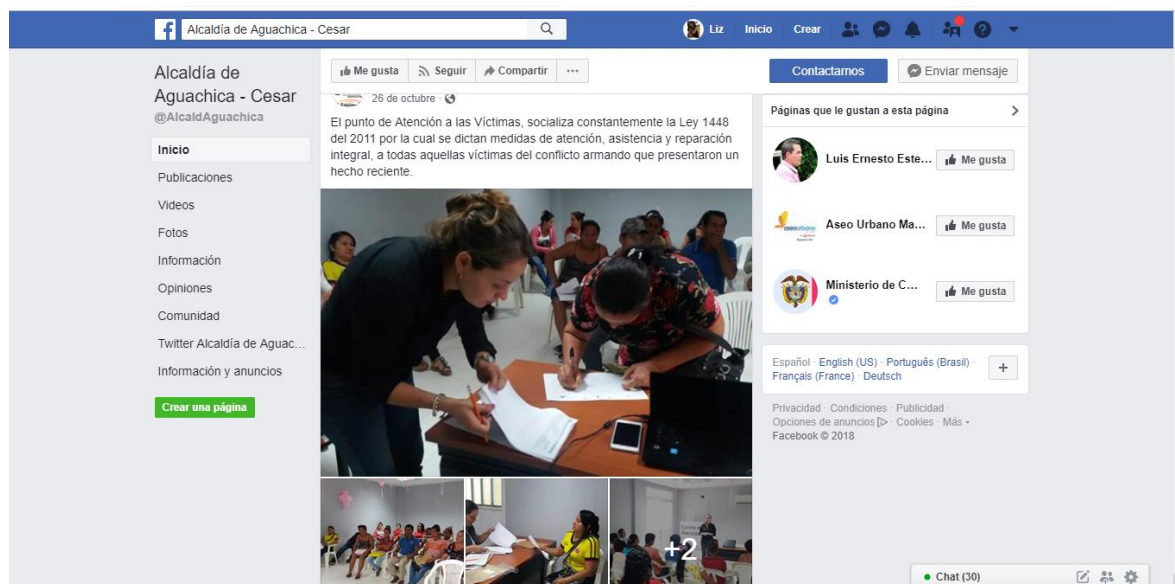 Alcaldía de Aguachica - Cesar
Liz
Inicio
Crear
Alcaldía de
Aguachica - Cesar
@AlcaldAguachica
Inicio
Publicaciones
Videos
Fotos
Información
Opiniones
Comunidad
Twitter Alcaldía de Aguac...
Información y anuncios
Crear una página
Me gusta
Seguir
Compartir
26 de octubre
El punto de Atención a las Víctimas, socializa constantemente la Ley 1448
del 2011 por la cual se dictan medidas de atención, asistencia y reparación
integral, a todas aquellas víctimas del conflicto armando que presentaron un
hecho reciente.
+2
Contactarnos
Enviar mensaje
Páginas que le gustan a esta página
Luis Ernesto Este...
Me gusta
Aseo Urbano Ma...
Me gusta
Ministerio de C...
Me gusta
Español · English (US) · Português (Brasil) ·
Français (France) · Deutsch
Privacidad · Condiciones · Publicidad ·
Opciones de anuncios · Cookies · Más
Facebook © 2018
Chat (30)